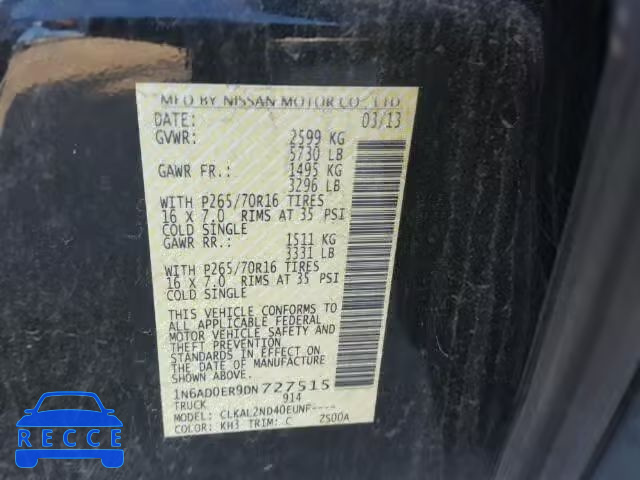 MFD BY NISSAN MOTOR CO., LTD
DATE: 03/13
GVWR: 2599 KG
5730 LB
GAWR FR.: 1495 KG
3296 LB
WITH P265/70R16 TIRES
16 X 7.0 RIMS AT 35 PSI
COLD SINGLE
GAWR RR.: 1511 KG
3331 LB
WITH P265/70R16 TIRES
16 X 7.0 RIMS AT 35 PSI
COLD SINGLE
THIS VEHICLE CONFORMS TO
ALL APPLICABLE FEDERAL
MOTOR VEHICLE SAFETY AND
THEFT PREVENTION
STANDARDS IN EFFECT ON
THE DATE OF MANUFACTURE
SHOWN ABOVE.
1N6AD0ER9DN727515
TRUCK 914
MODEL: CLKAL2ND40EUNF----
COLOR: KH3 TRIM: C 2S00A
RECCE